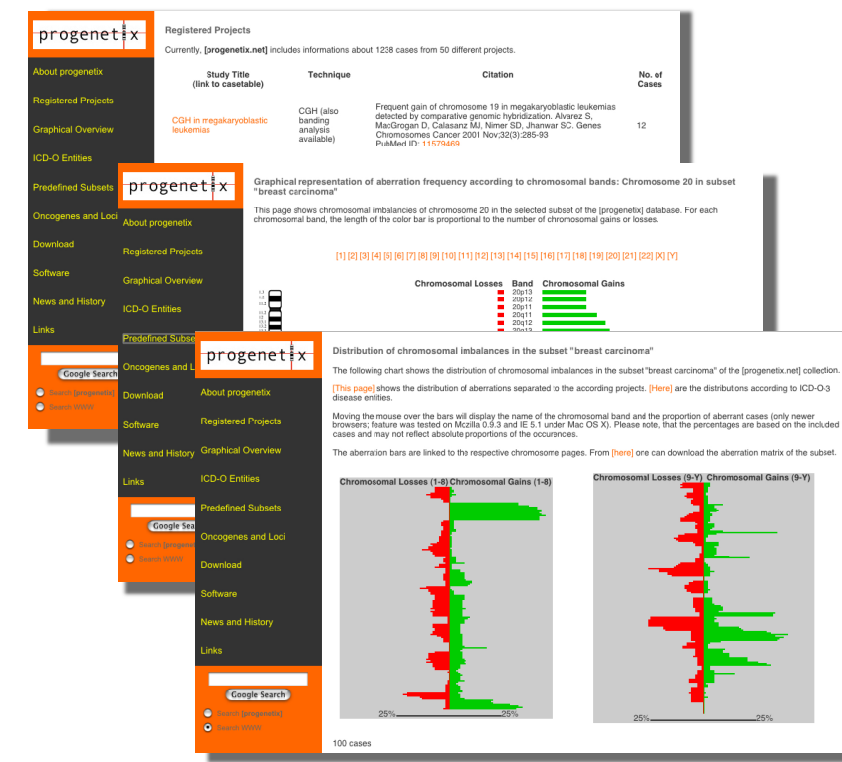 progenetix
Registered Projects
Currently, [progenetix.net] includes informations about 1238 cases from 50 different projects.
About progenetix
Registered Projects
Graphical Overview
ICD-O Entities
Predefined Subsets
Oncogenes and Loci
Download
Software
News and History
Links
Google Search
Search [progenetix]
Search WWW
Study Title
(link to casetable)
Technique
Citation
No. of
Cases
CGH in megakaryoblastic
leukemias
CGH (also
banding
analysis
available)
Frequent gain of chromosome 19 in megakaryoblastic leukemias
detected by comparative genomic hybridization. Alvarez S,
MacGrogan D, Calasanz MJ, Nimer SD, Jhanwar SC. Genes
Chromosomes Cancer 2001 Nov;32(3):285-93
PubMed ID: 11579469
12
progenetix
Graphical representation of aberration frequency according to chromosomal bands: Chromosome 20 in subset
"breast carcinoma"
This page shows chromosomal imbalances of chromosome 20 in the selected subset of the [progenetix] database. For each
chromosomal band, the length of the color bar is proportional to the number of chromosomal gains or losses.
[1] [2] [3] [4] [5] [6] [7] [8] [9] [10] [11] [12] [13] [14] [15] [16] [17] [18] [19] [20] [21] [22] [X] [Y]
Chromosomal Losses Band Chromosomal Gains
20p13
20p12
20p11
20q11
20q12
20q13
About progenetix
Registered Projects
Graphical Overview
ICD-O Entities
Predefined Subse
Oncogenes and L
Download
Software
News and History
Links
Google Sea
Search [progenet
Search WWW
progenetix
Distribution of chromosomal imbalances in the subset "breast carcinoma"
The following chart shows the distribution of chromosomal imbalances in the subset "breast carcinoma" of the [progenetix.net] collection.
[This page] shows the distribution of aberrations separated to the according projects. [Here] are the distributions according to ICD-O-3
disease entities.
Moving the mouse over the bars will display the name of the chromosomal band and the proportion of aberrant cases (only newer
browsers; feature was tested on Mozilla 0.9.3 and IE 5.1 under Mac OS X). Please note, that the percentages are based on the included
cases and may not reflect absolute proportions of the occurences.
The aberration bars are linked to the respective chromosome pages. From [here] one can download the aberration matrix of the subset.
About progenetix
Registered Projects
Graphical Overview
ICD-O Entities
Predefined Subsets
Oncogenes and Loci
Download
Software
News and History
Links
Google Search
Search [progenetix]
Search WWW
Chromosomal Losses (1-8) Chromosomal Gains (1-8)
25% 25%
Chromosomal Losses (9-Y) Chromosomal Gains (9-Y)
25% 25%
100 cases